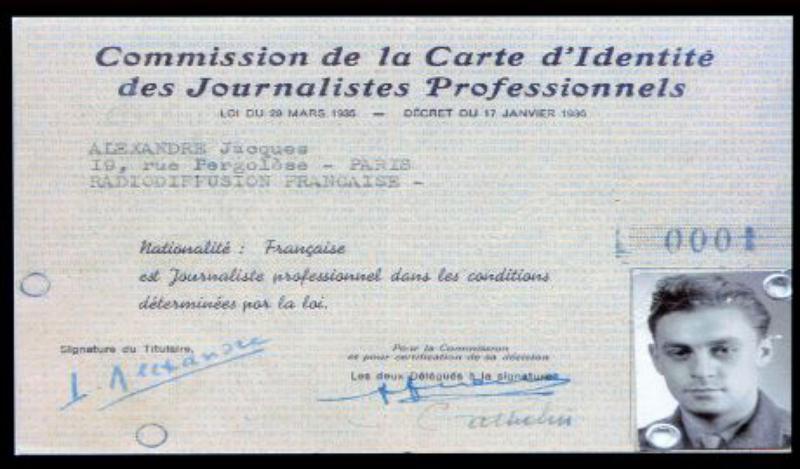 Commission de la Carte d'Identité
des Journalistes Professionnels
LOI DU 29 MARS 1935 — DÉCRET DU 17 JANVIER 1936
ALEXANDRE Jacques
19, rue Pergolèse - PARIS
RADIODIFFUSION FRANCAISE -
0001
Nationalité : Française
est Journaliste professionnel dans les conditions
déterminées par la loi.
Signature du Titulaire,
J. Alexandre
Pour la Commission
et pour certification de sa décision
Les deux Délégués à la signature,